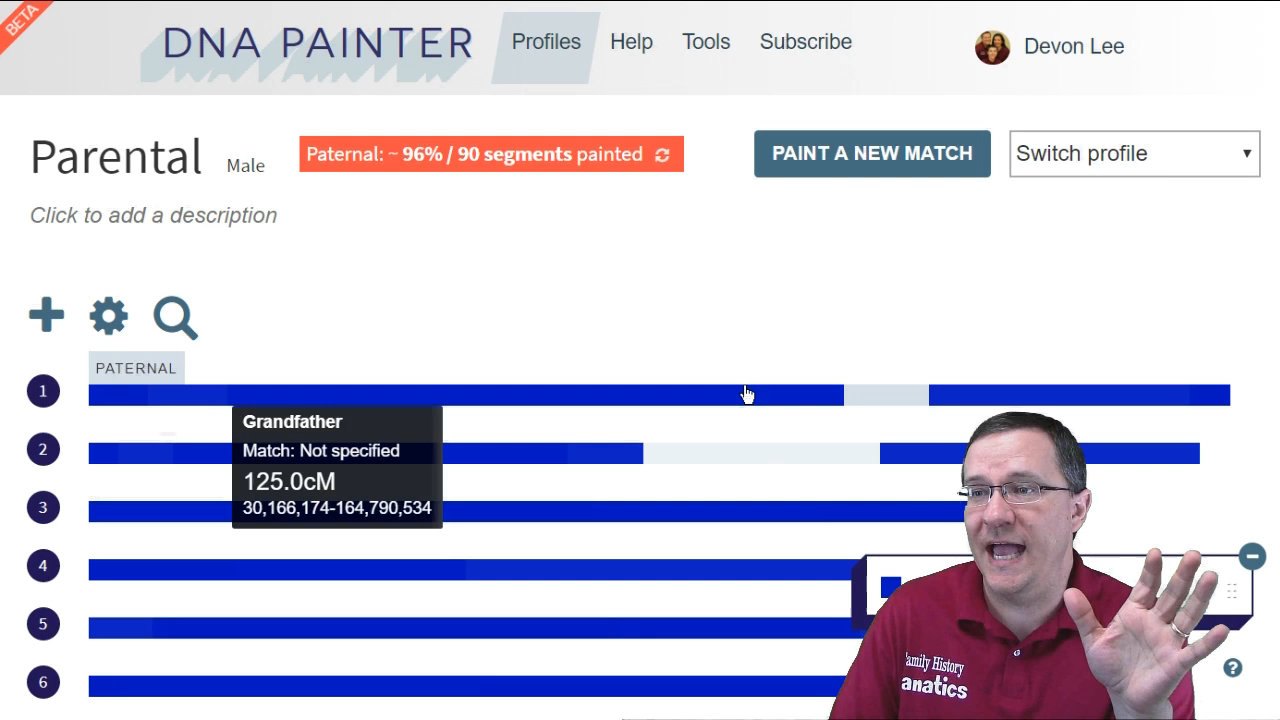 BETA
DNA PAINTER
Profiles
Help
Tools
Subscribe
Devon Lee
Parental
Male
Paternal: ~ 96% / 90 segments painted
PAINT A NEW MATCH
Switch profile
Click to add a description
PATERNAL
1
Grandfather
Match: Not specified
125.0cM
30,166,174-164,790,534
2
3
4
5
6
?
Family History
anatics